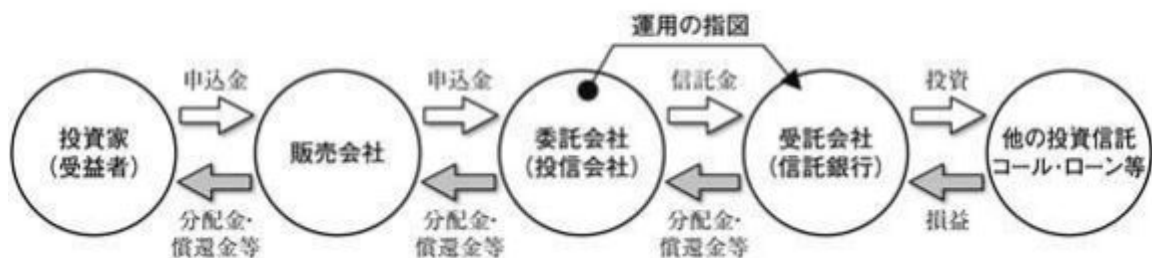 運用の指図
申込金
申込金
信託金
投資
投資家
(受益者)
販売会社
委託会社
(投信会社)
受託会社
(信託銀行)
他の投資信託
コール・ローン等
分配金・
償還金等
分配金・
償還金等
分配金・
償還金等
損益